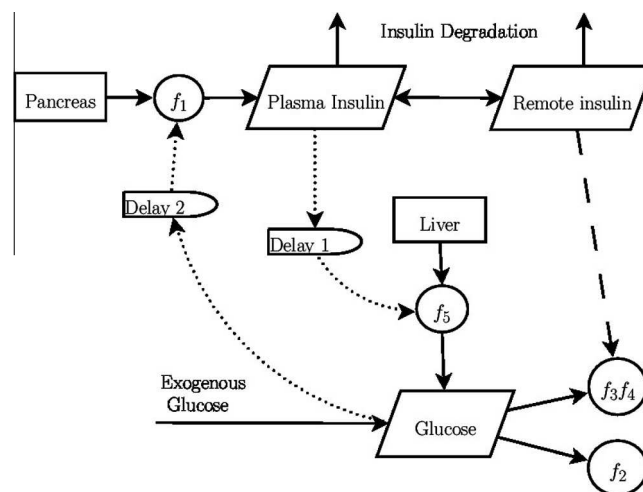 Insulin Degradation
Pancreas
f1
Plasma Insulin
Remote insulin
Delay 2
Delay 1
Liver
f5
Exogenous
Glucose
Glucose
f3f4
f2